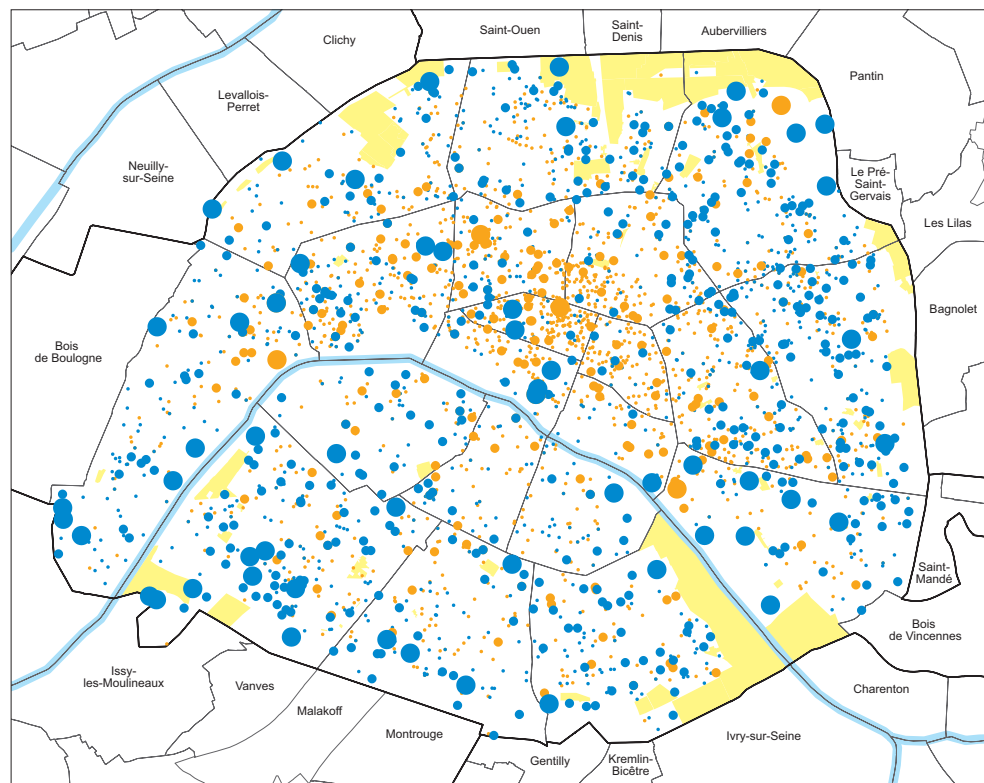 Clichy
Saint-Ouen
Saint-
Denis
Aubervilliers
Pantin
Levallois-
Perret
Neuilly-
sur-Seine
Le Pré-
Saint-
Gervais
Les Lilas
Bagnolet
Bois
de Boulogne
Saint-
Mandé
Bois
de Vincennes
Issy-
les-Moulineaux
Vanves
Malakoff
Montrouge
Gentilly
Kremlin-
Bicêtre
Ivry-sur-Seine
Charenton